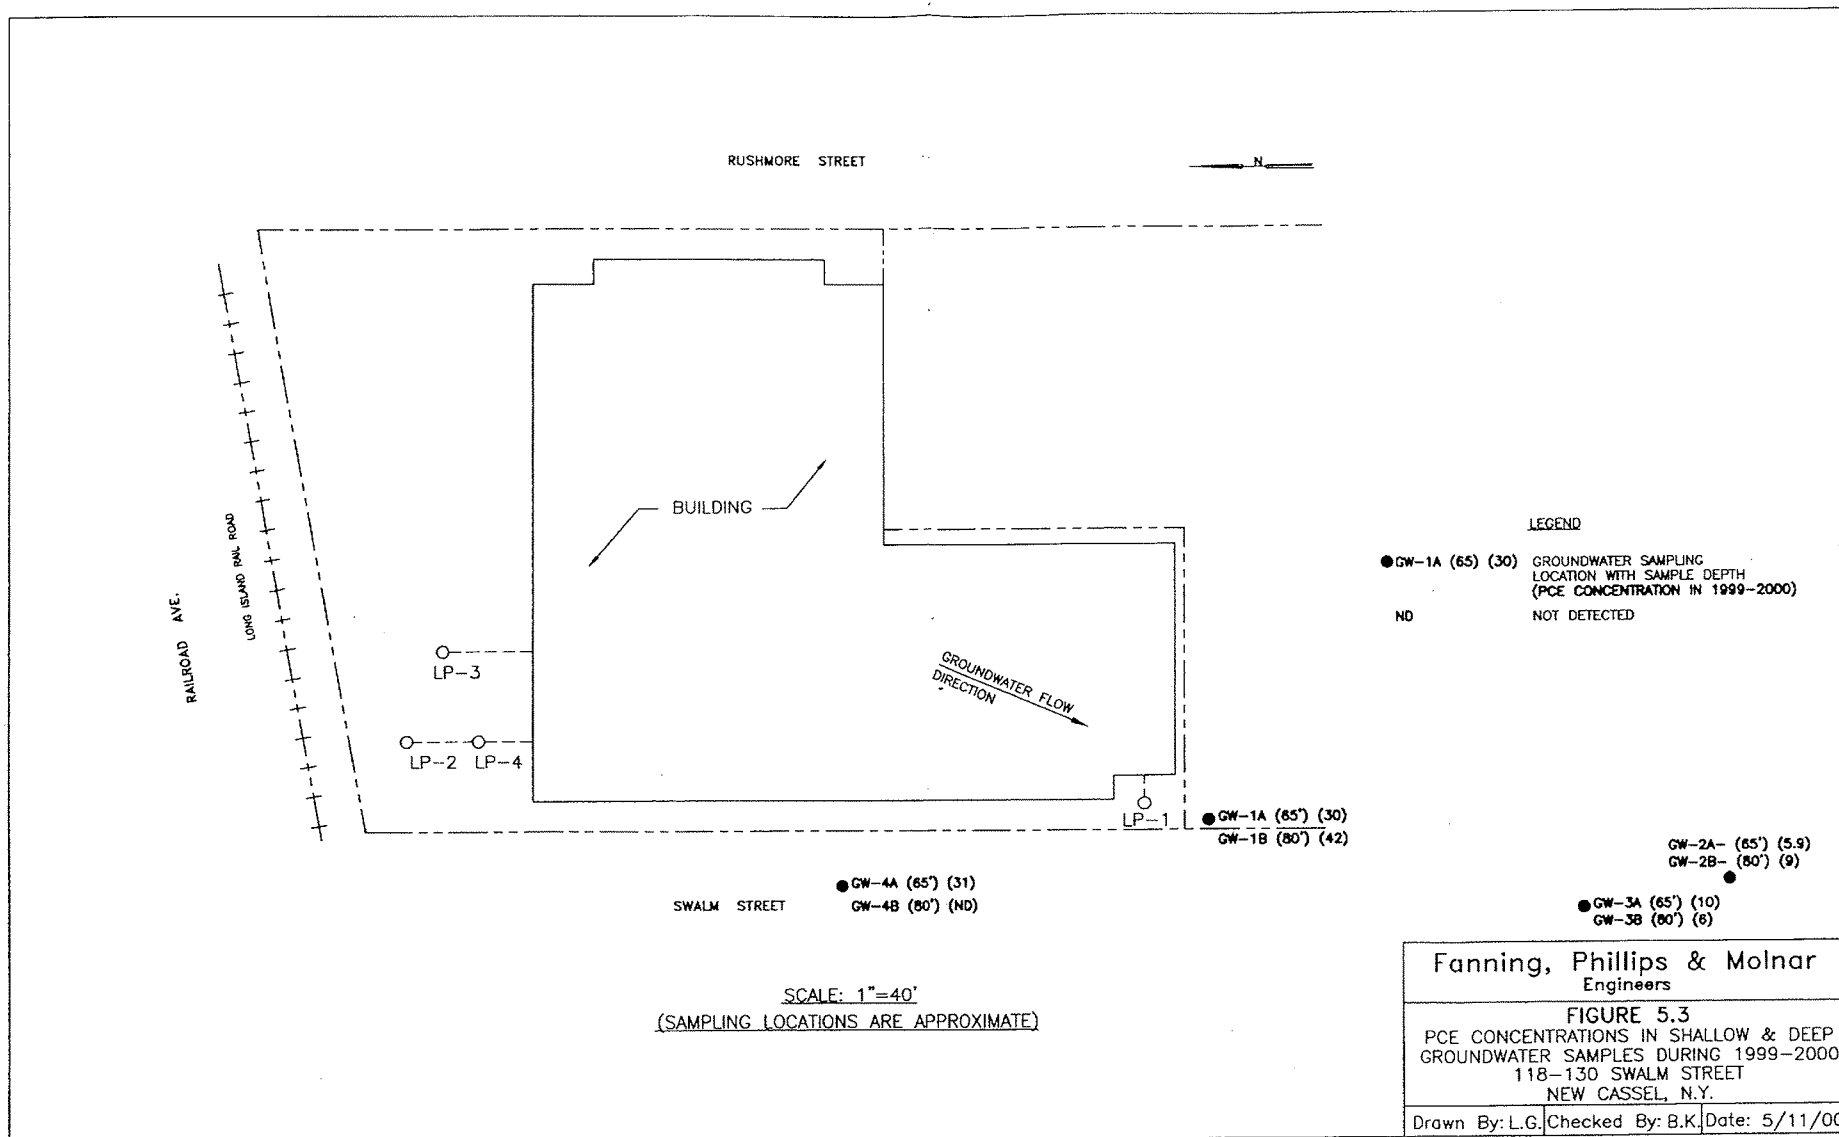 RUSHMORE STREET
N
RAILROAD AVE.
LONG ISLAND RAIL ROAD
BUILDING
LEGEND
GW-1A (65) (30) GROUNDWATER SAMPLING
LOCATION WITH SAMPLE DEPTH
(PCE CONCENTRATION IN 1999-2000)
ND NOT DETECTED
LP-3
GROUNDWATER FLOW
DIRECTION
LP-2 LP-4
LP-1
GW-1A (65') (30)
GW-1B (80') (42)
GW-2A- (65') (5.9)
GW-2B- (80') (9)
GW-4A (65') (31)
GW-4B (80') (ND)
SWALM STREET
GW-3A (65') (10)
GW-3B (80') (6)
SCALE: 1"=40'
(SAMPLING LOCATIONS ARE APPROXIMATE)
Fanning, Phillips & Molnar
Engineers
FIGURE 5.3
PCE CONCENTRATIONS IN SHALLOW & DEEP
GROUNDWATER SAMPLES DURING 1999-2000
118-130 SWALM STREET
NEW CASSEL, N.Y.
Drawn By: L.G. Checked By: B.K. Date: 5/11/00